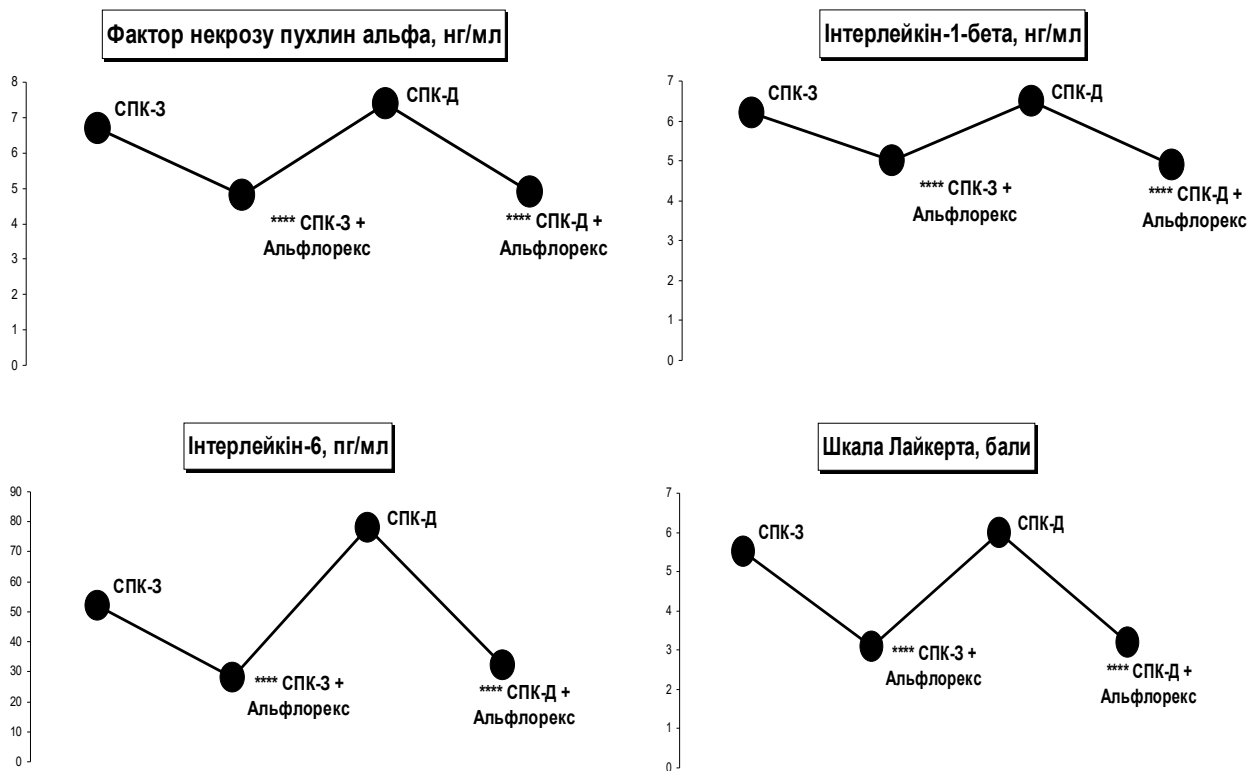 Фактор некрозу пухлин альфа, нг/мл
8
7
6
5
4
3
2
1
0
СПК-З
**** СПК-З +
Альфлорекс
СПК-Д
**** СПК-Д +
Альфлорекс
Інтерлейкін-1-бета, нг/мл
7
6
5
4
3
2
1
0
СПК-З
**** СПК-З +
Альфлорекс
СПК-Д
**** СПК-Д +
Альфлорекс
Інтерлейкін-6, пг/мл
90
80
70
60
50
40
30
20
10
0
СПК-З
**** СПК-З +
Альфлорекс
СПК-Д
**** СПК-Д +
Альфлорекс
Шкала Лайкерта, бали
7
6
5
4
3
2
1
0
СПК-З
**** СПК-З +
Альфлорекс
СПК-Д
**** СПК-Д +
Альфлорекс